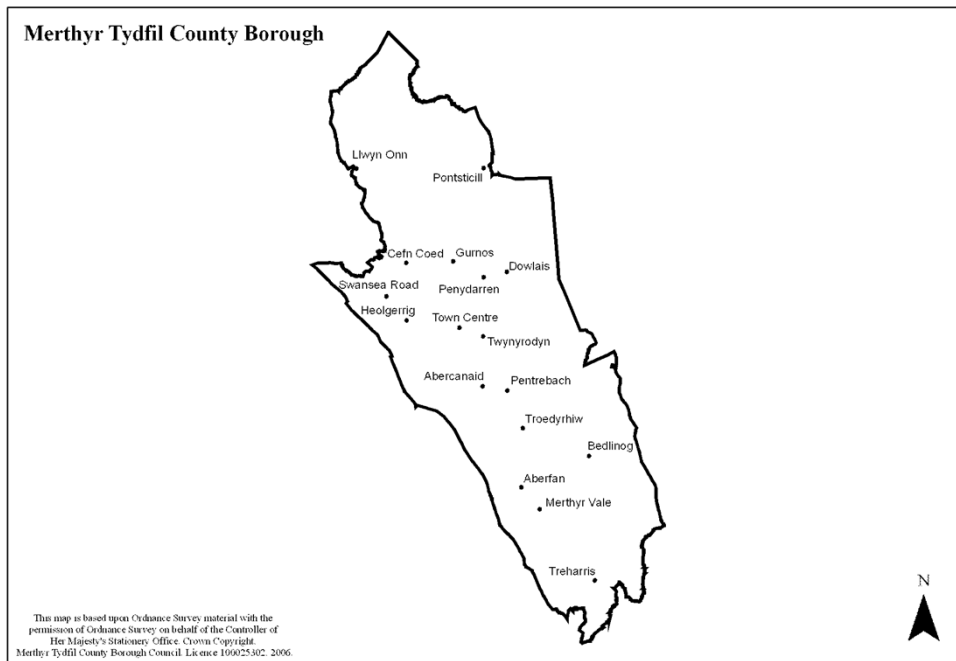 Merthyr Tydfil County Borough
Llwyn Onn
Pontsticill
Cefn Coed
Gurnos
Dowlais
Penydarren
Swansea Road
Heolgerrig
Town Centre
Twynyrodyn
Abercanaid
Pentrebach
Troedyrhiw
Bedlinog
Aberfan
Merthyr Vale
Treharris
N
This map is based upon Ordnance Survey material with the
permission of Ordnance Survey on behalf of the Controller of
Her Majesty's Stationery Office. Crown Copyright.
Merthyr Tydfil County Borough Council. Licence 100025302. 2006.